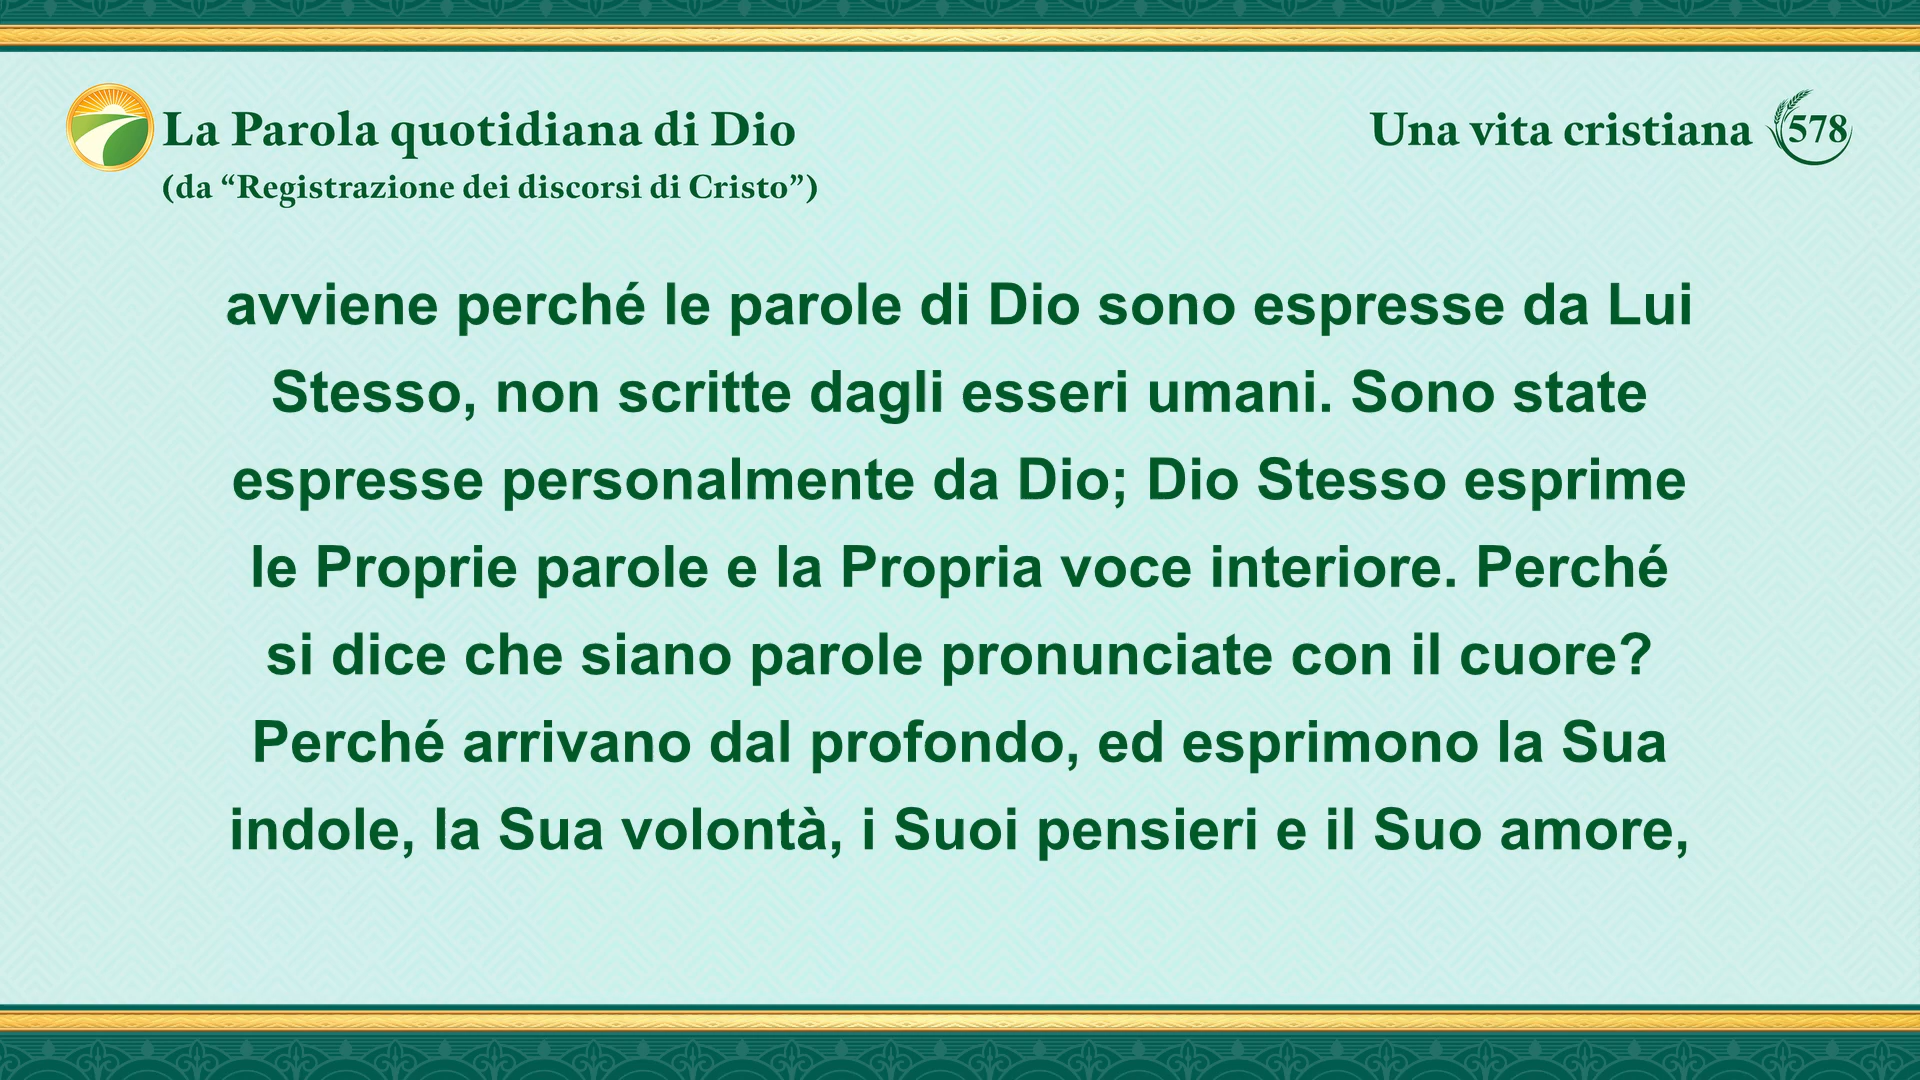 La Parola quotidiana di Dio
(da “Registrazione dei discorsi di Cristo”)
Una vita cristiana 578
avviene perché le parole di Dio sono espresse da Lui
Stesso, non scritte dagli esseri umani. Sono state
espresse personalmente da Dio; Dio Stesso esprime
le Proprie parole e la Propria voce interiore. Perché
si dice che siano parole pronunciate con il cuore?
Perché arrivano dal profondo, ed esprimono la Sua
indole, la Sua volontà, i Suoi pensieri e il Suo amore,